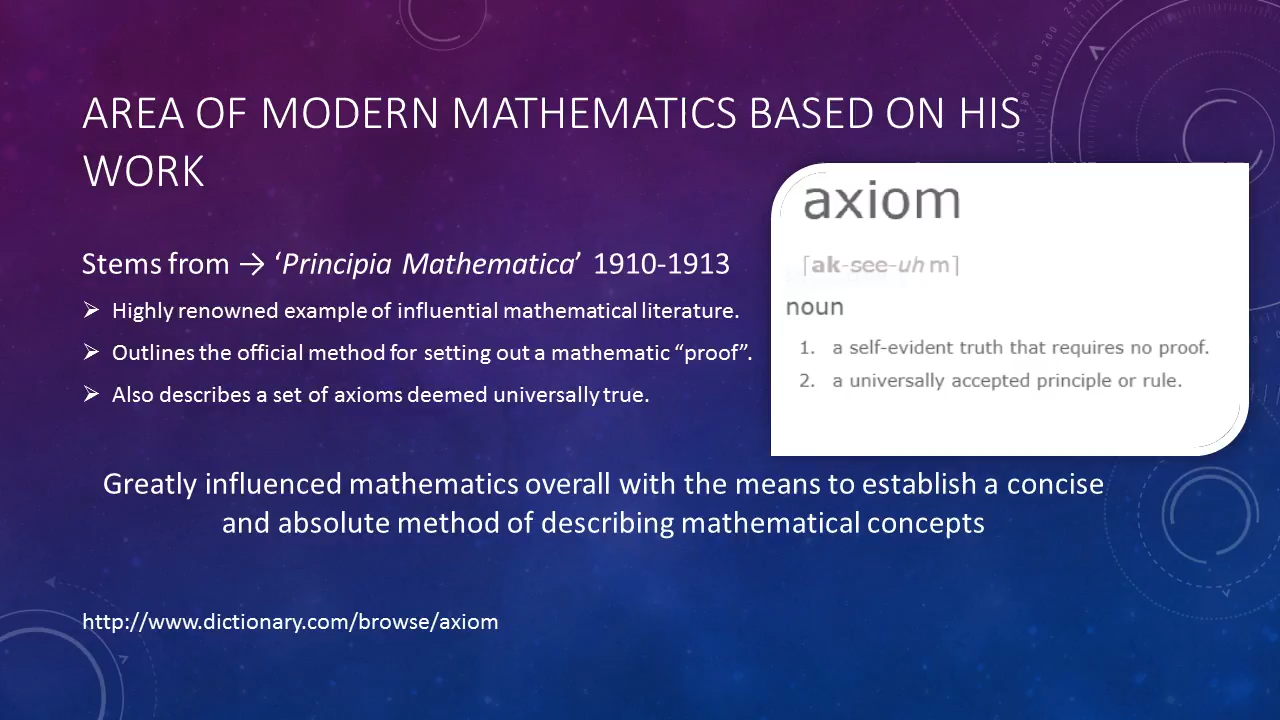 AREA OF MODERN MATHEMATICS BASED ON HIS
WORK
Stems from → ‘Principia Mathematica’ 1910-1913
➢ Highly renowned example of influential mathematical literature.
➢ Outlines the official method for setting out a mathematic “proof”.
➢ Also describes a set of axioms deemed universally true.
axiom
[ak-see-uhm]
noun
1. a self-evident truth that requires no proof.
2. a universally accepted principle or rule.
Greatly influenced mathematics overall with the means to establish a concise
and absolute method of describing mathematical concepts
http://www.dictionary.com/browse/axiom